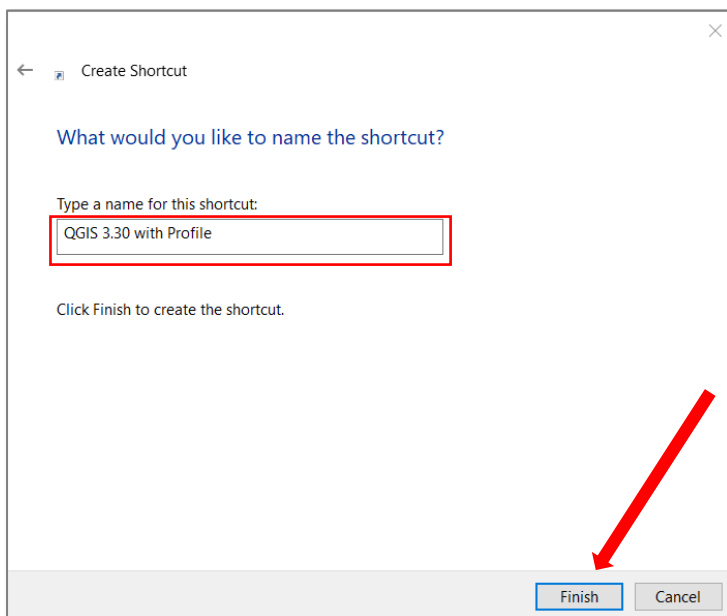 Create Shortcut
What would you like to name the shortcut?
Type a name for this shortcut:
QGIS 3.30 with Profile
Click Finish to create the shortcut.
Finish Cancel